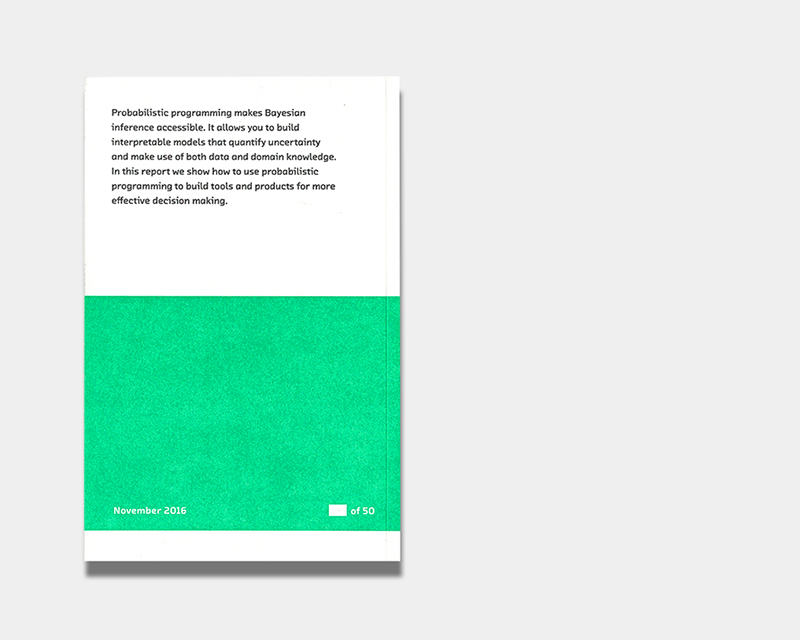 Probabilistic programming makes Bayesian
inference accessible. It allows you to build
interpretable models that quantify uncertainty
and make use of both data and domain knowledge.
In this report we show how to use probabilistic
programming to build tools and products for more
effective decision making.
November 2016
of 50